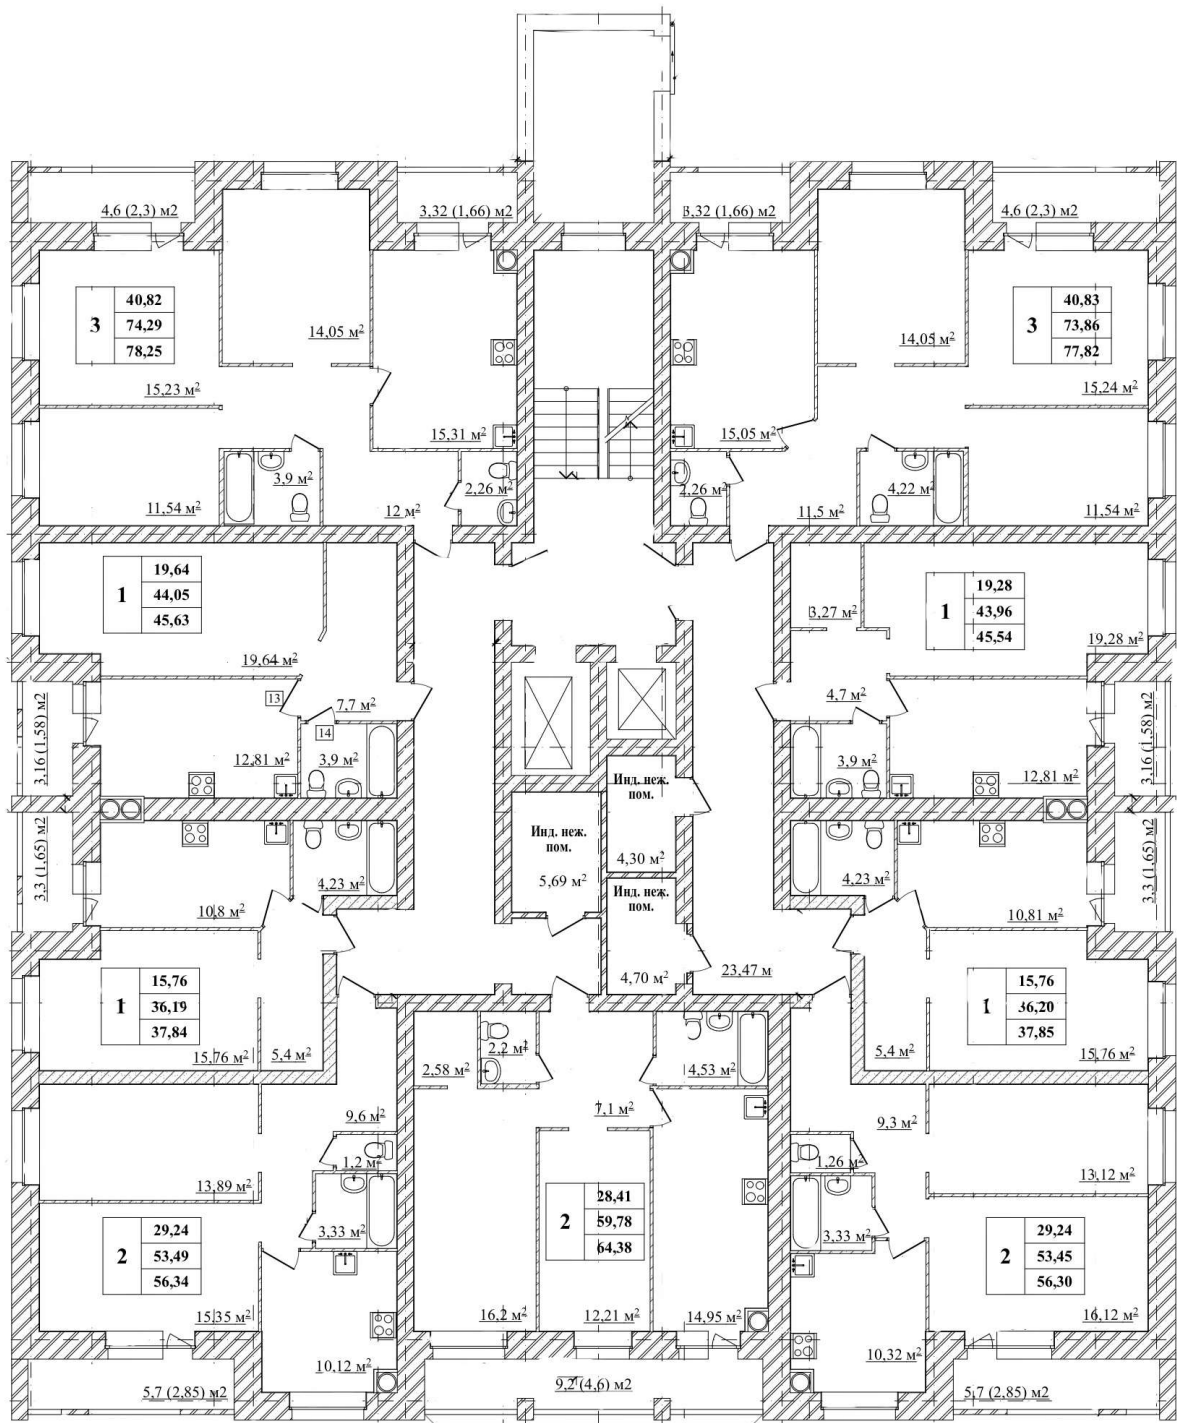 4,6 (2,3) м2
3,32 (1,66) м2
3,32 (1,66) м2
4,6 (2,3) м2
3
40,82
74,29
78,25
14,05 м²
14,05 м²
3
40,83
73,86
77,82
15,23 м²
15,24 м²
15,31 м²
15,05 м²
3,9 м²
2,26 м²
2,26 м²
4,22 м²
11,54 м²
12 м²
11,5 м²
11,54 м²
1
19,64
44,05
45,63
1
19,28
43,96
45,54
3,27 м²
19,28 м²
19,64 м²
13
7,7 м²
4,7 м²
14
3,16 (1,58) м2
12,81 м²
3,9 м²
3,9 м²
12,81 м²
3,16 (1,58) м2
Инд. неж.
пом.
4,30 м²
Инд. неж.
пом.
5,69 м²
3,3 (1,65) м2
10,8 м²
4,23 м²
4,23 м²
10,81 м²
3,3 (1,65) м2
Инд. неж.
пом.
4,70 м²
23,47 м
1
15,76
36,19
37,84
1
15,76
36,20
37,85
15,76 м²
5,4 м²
5,4 м²
15,76 м²
2,58 м²
2,2 м²
4,53 м²
9,6 м²
7,1 м²
9,3 м²
1,2 м²
1,26 м²
13,89 м²
13,12 м²
2
29,24
53,49
56,34
3,33 м²
2
28,41
59,78
64,38
3,33 м²
2
29,24
53,45
56,30
15,35 м²
16,2 м²
12,21 м²
14,95 м²
16,12 м²
10,12 м²
10,32 м²
5,7 (2,85) м2
9,2 (4,6) м2
5,7 (2,85) м2